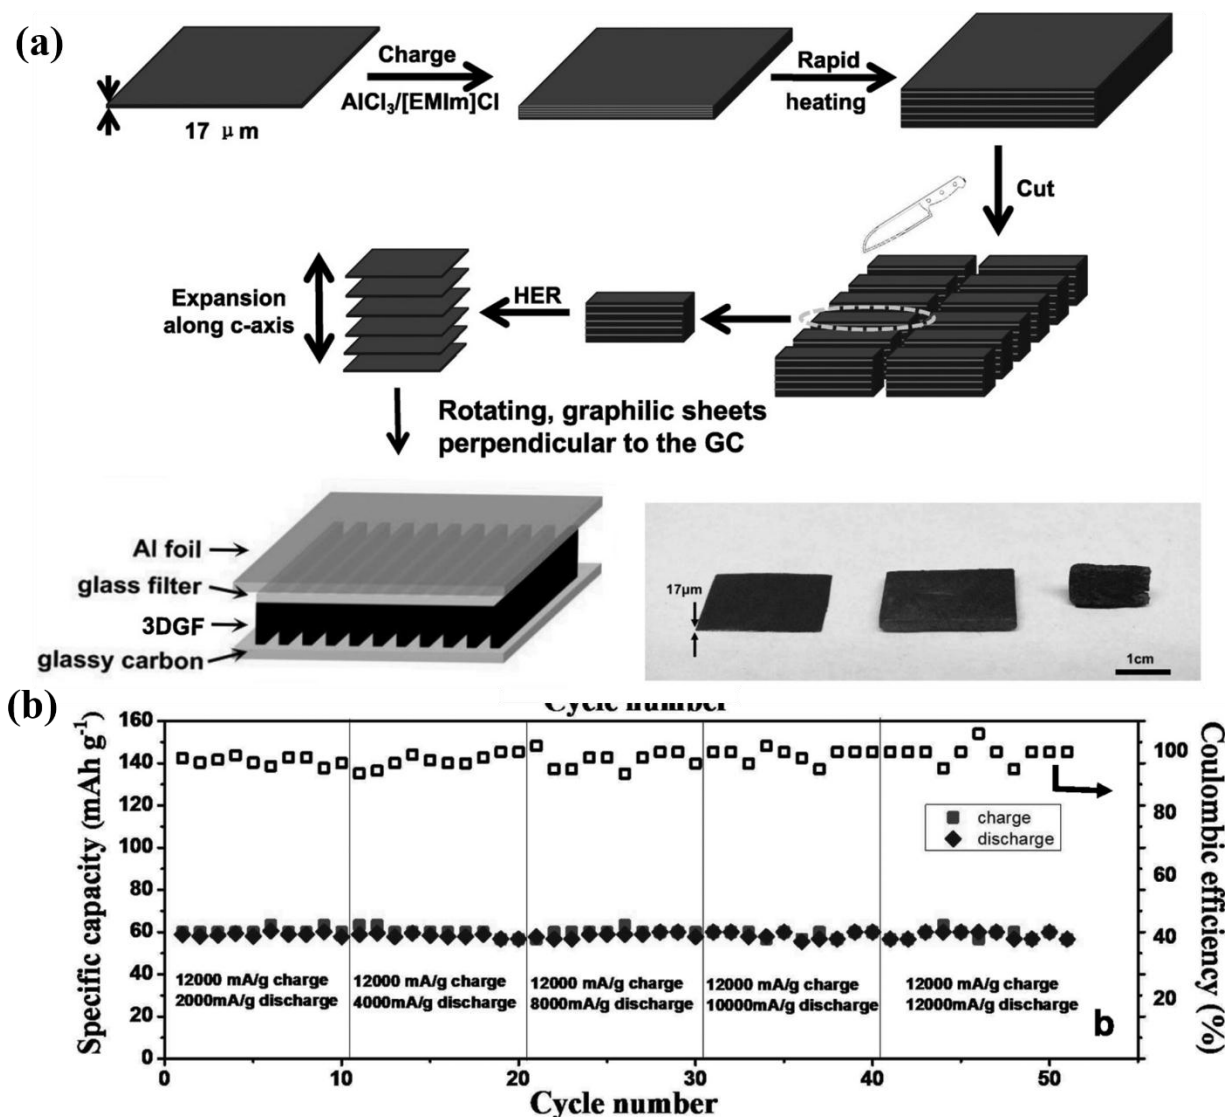 (a)
Charge
AlCl3/[EMIm]Cl
Rapid
heating
17 μm
Cut
HER
Expansion
along c-axis
Rotating, graphilic sheets
perpendicular to the GC
Al foil
glass filter
3DGF
glassy carbon
17μm
1cm
(b)
Cycle number
Specific capacity (mAh g-1)
160
140
120
100
80
60
40
20
0
100
80
60
40
20
0
Coulombic efficiency (%)
charge
discharge
12000 mA/g charge
2000mA/g discharge
12000 mA/g charge
4000mA/g discharge
12000 mA/g charge
8000mA/g discharge
12000 mA/g charge
10000mA/g discharge
12000 mA/g charge
12000mA/g discharge
b
0
10
20
30
40
50
Cycle number